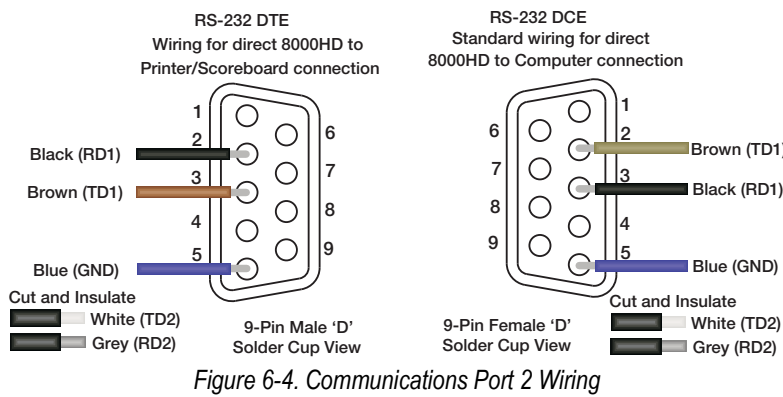 RS-232 DTE
Wiring for direct 8000HD to
Printer/Scoreboard connection
1
2
3
4
5
6
7
8
9
Black (RD1)
Brown (TD1)
Blue (GND)
Cut and Insulate
White (TD2)
Grey (RD2)
9-Pin Male ‘D’
Solder Cup View
RS-232 DCE
Standard wiring for direct
8000HD to Computer connection
6
7
8
9
1
2
3
4
5
Brown (TD1)
Black (RD1)
Blue (GND)
9-Pin Female ‘D’
Solder Cup View
Cut and Insulate
White (TD2)
Grey (RD2)
Figure 6-4. Communications Port 2 Wiring